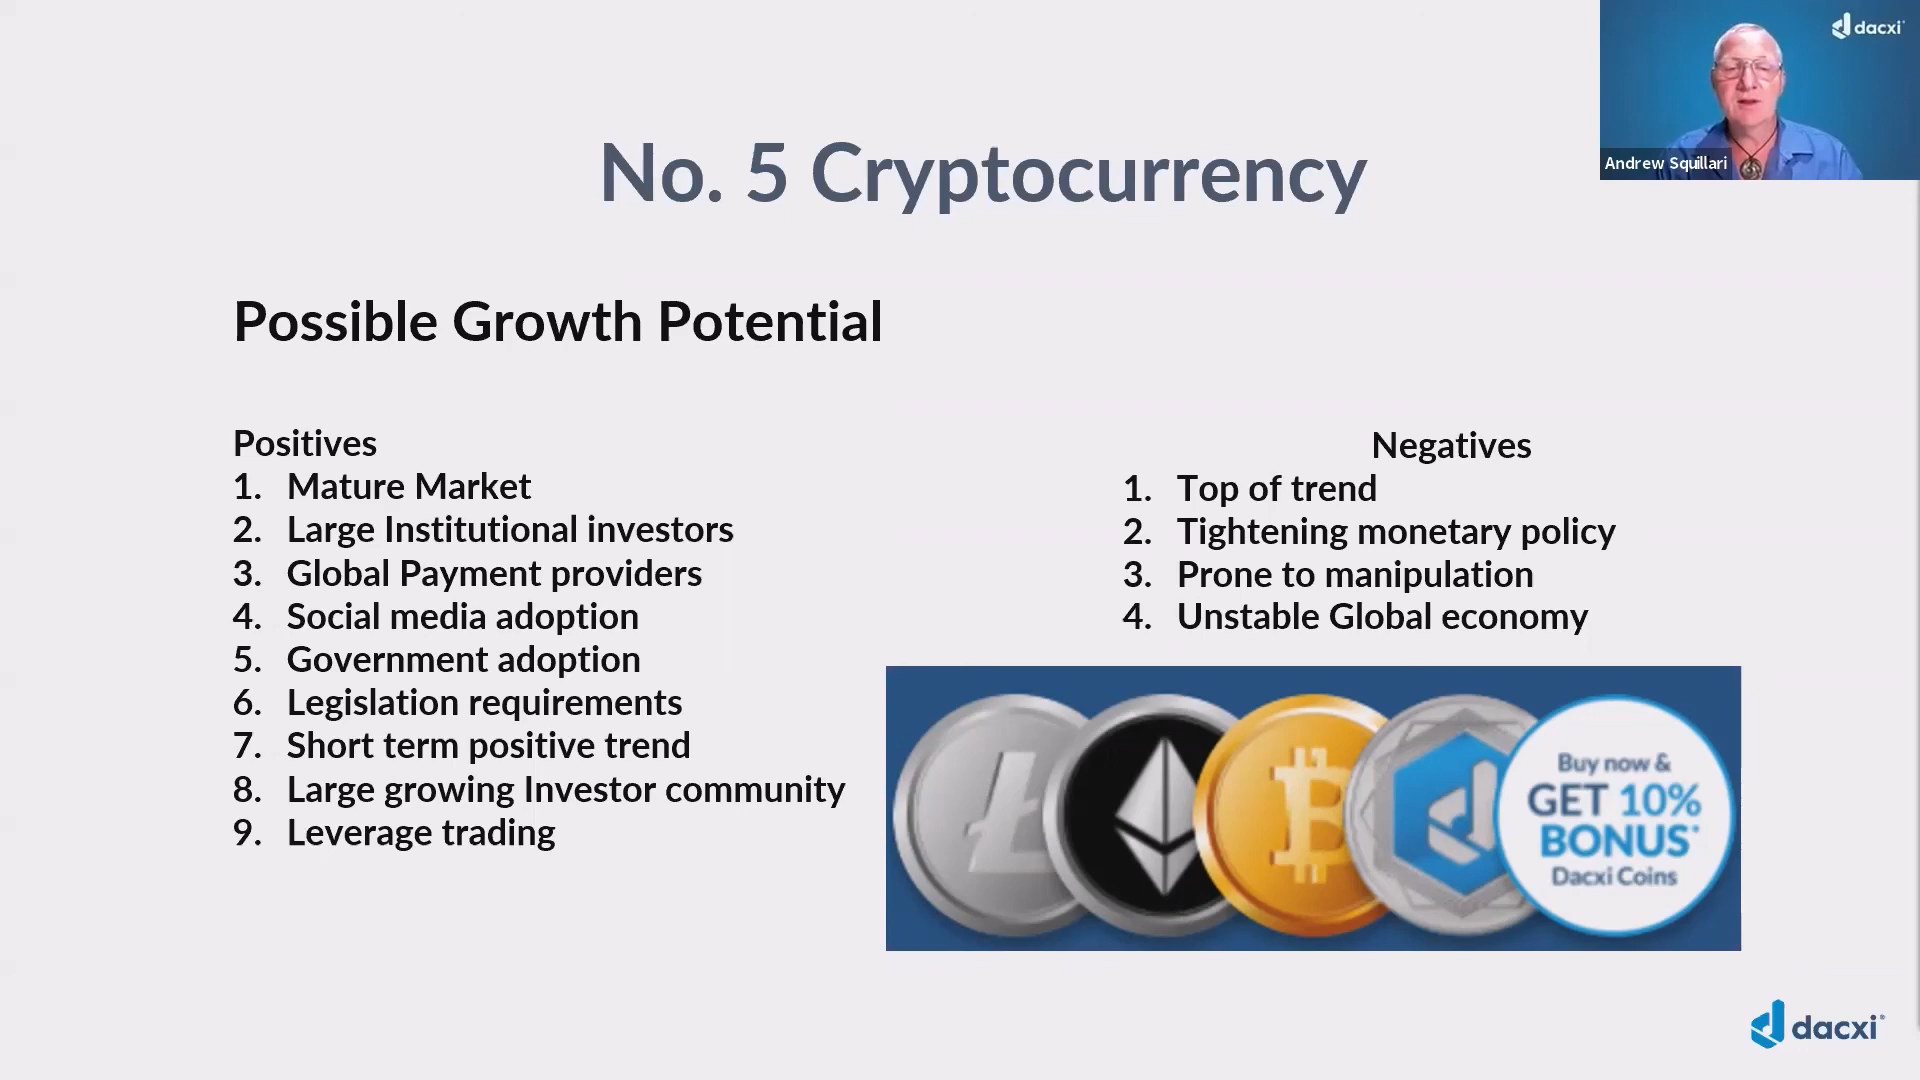 dacxi
Andrew Squillari
No. 5 Cryptocurrency
Possible Growth Potential
Positives
1. Mature Market
2. Large Institutional investors
3. Global Payment providers
4. Social media adoption
5. Government adoption
6. Legislation requirements
7. Short term positive trend
8. Large growing Investor community
9. Leverage trading
Negatives
1. Top of trend
2. Tightening monetary policy
3. Prone to manipulation
4. Unstable Global economy
Buy now &
GET 10%
BONUS*
Dacxi Coins
dacxi®